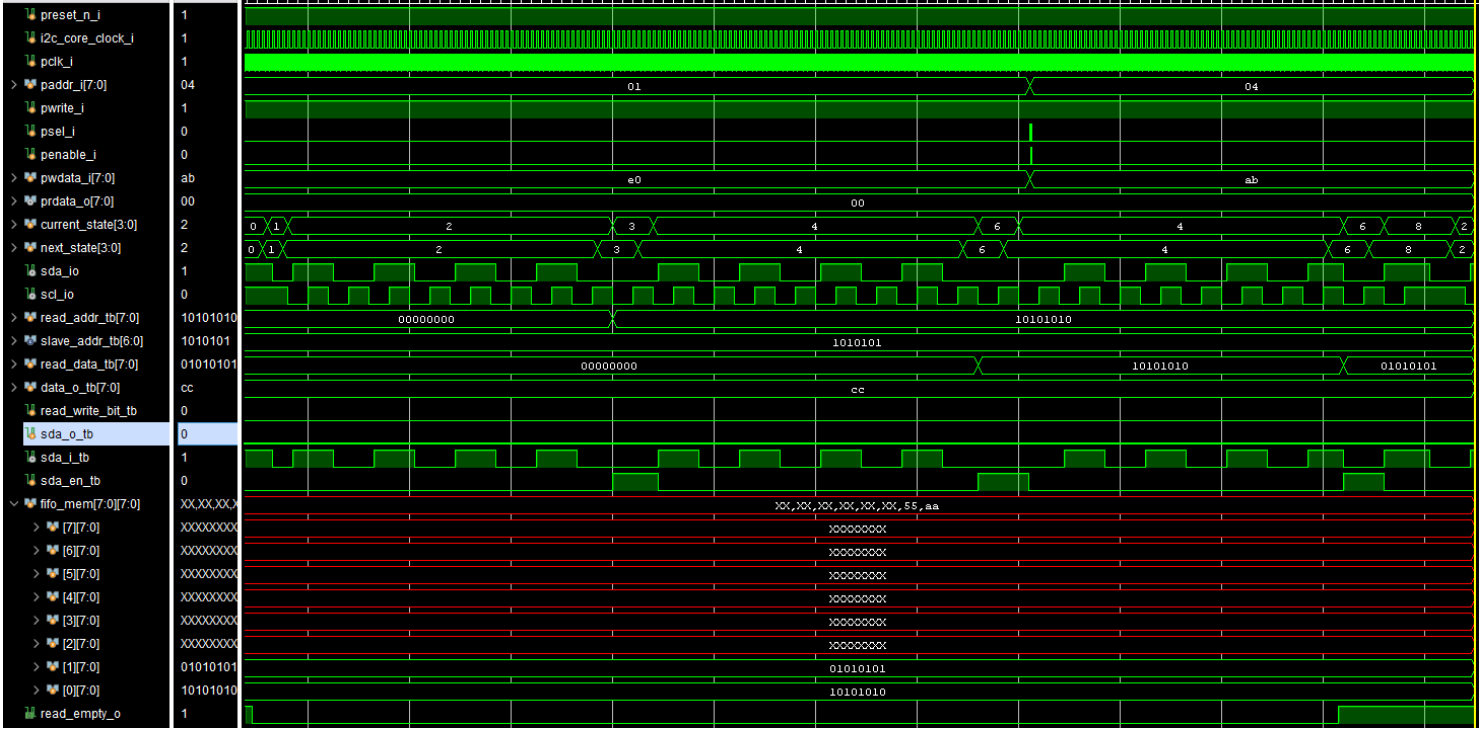 preset_n_i 1
i2c_core_clock_i 1
pclk_i 1
paddr_i[7:0] 04 01 04
pwrite_i 1
psel_i 0
penable_i 0
pwdata_i[7:0] ab e0 ab
prdata_o[7:0] 00 00
current_state[3:0] 2 0 1 2 3 4 6 4 6 8 2
next_state[3:0] 2 0 1 2 3 4 6 4 6 8 2
sda_io 1
scl_io 0
read_addr_tb[7:0] 10101010 00000000 10101010
slave_addr_tb[6:0] 1010101 1010101
read_data_tb[7:0] 01010101 00000000 10101010 01010101
data_o_tb[7:0] cc cc
read_write_bit_tb 0
sda_o_tb 0
sda_i_tb 1
sda_en_tb 0
fifo_mem[7:0][7:0] XX,XX,XX,X XX,XX,XX,XX,XX,XX,55,aa
[7][7:0] XXXXXXXX XXXXXXXX
[6][7:0] XXXXXXXX XXXXXXXX
[5][7:0] XXXXXXXX XXXXXXXX
[4][7:0] XXXXXXXX XXXXXXXX
[3][7:0] XXXXXXXX XXXXXXXX
[2][7:0] XXXXXXXX XXXXXXXX
[1][7:0] 01010101 01010101
[0][7:0] 10101010 10101010
read_empty_o 1